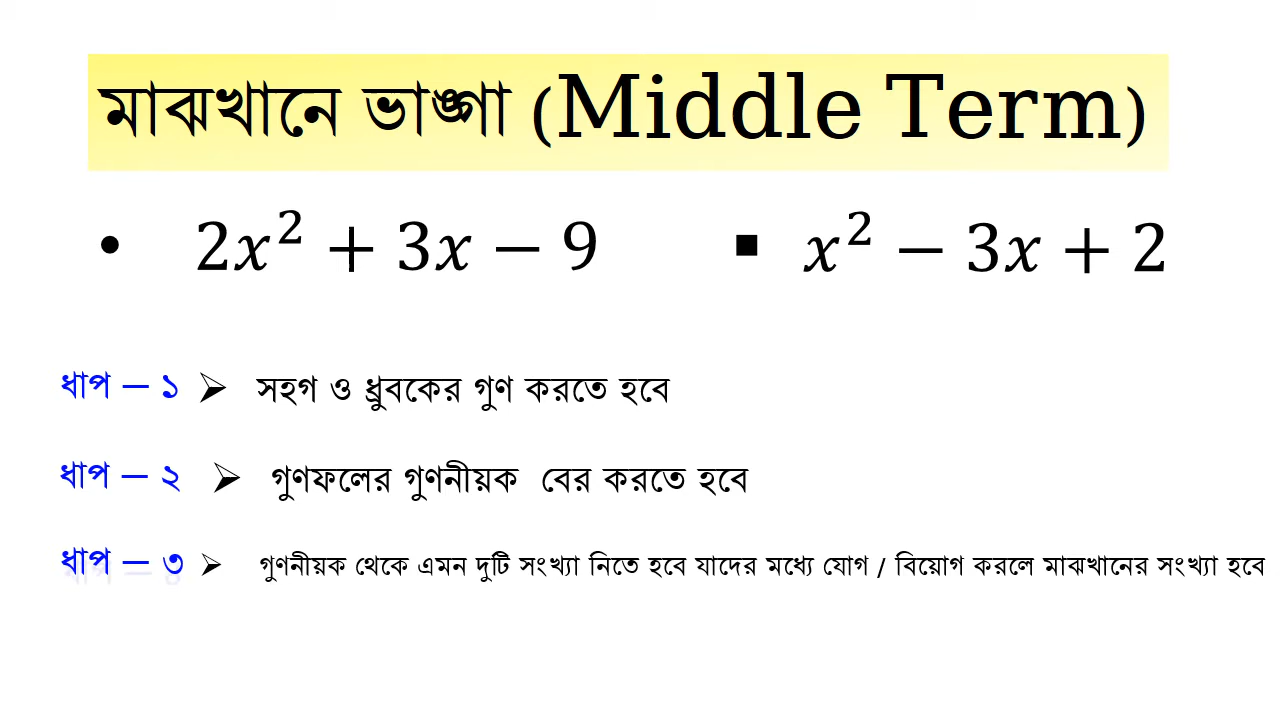 মাঝখানে ভাঙ্গা (Middle Term)
• 2x² + 3x − 9 ▪ x² − 3x + 2
ধাপ – ১ ➢ সহগ ও ধ্রুবকের গুণ করতে হবে
ধাপ – ২ ➢ গুণফলের গুণনীয়ক বের করতে হবে
ধাপ – ৩ ➢ গুণনীয়ক থেকে এমন দুটি সংখ্যা নিতে হবে যাদের মধ্যে যোগ / বিয়োগ করলে মাঝখানের সংখ্যা হবে